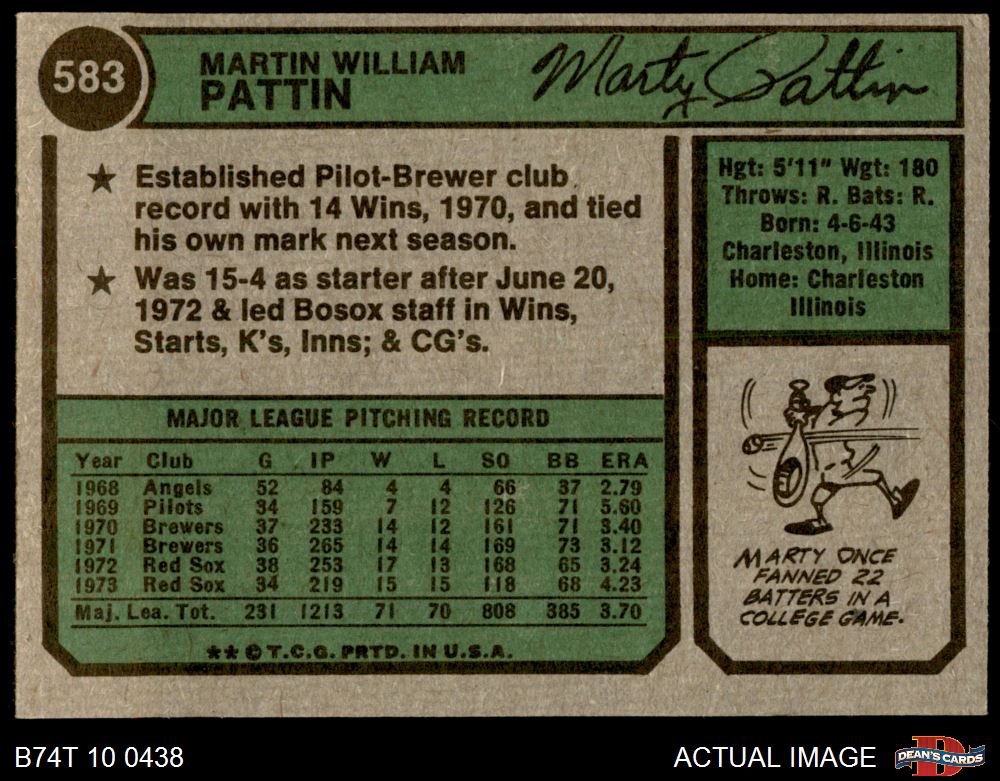 583
MARTIN WILLIAM
PATTIN
Marty Pattin
★ Established Pilot-Brewer club
record with 14 Wins, 1970, and tied
his own mark next season.
★ Was 15-4 as starter after June 20,
1972 & led Bosox staff in Wins,
Starts, K's, Inns; & CG's.
Hgt: 5'11" Wgt: 180
Throws: R. Bats: R.
Born: 4-6-43
Charleston, Illinois
Home: Charleston
Illinois
MAJOR LEAGUE PITCHING RECORD
Year Club G IP W L SO BB ERA
1968 Angels 52 84 4 4 66 37 2.79
1969 Pilots 34 159 7 12 126 71 5.60
1970 Brewers 37 233 14 12 161 71 3.40
1971 Brewers 36 265 14 14 169 73 3.12
1972 Red Sox 38 253 17 13 168 65 3.24
1973 Red Sox 34 219 15 15 118 68 4.23
Maj. Lea. Tot. 231 1213 71 70 808 385 3.70
★★©T.C.G. PRTD. IN U.S.A.
MARTY ONCE
FANNED 22
BATTERS IN A
COLLEGE GAME.
B74T 10 0438
ACTUAL IMAGE
D
DEAN'S CARDS